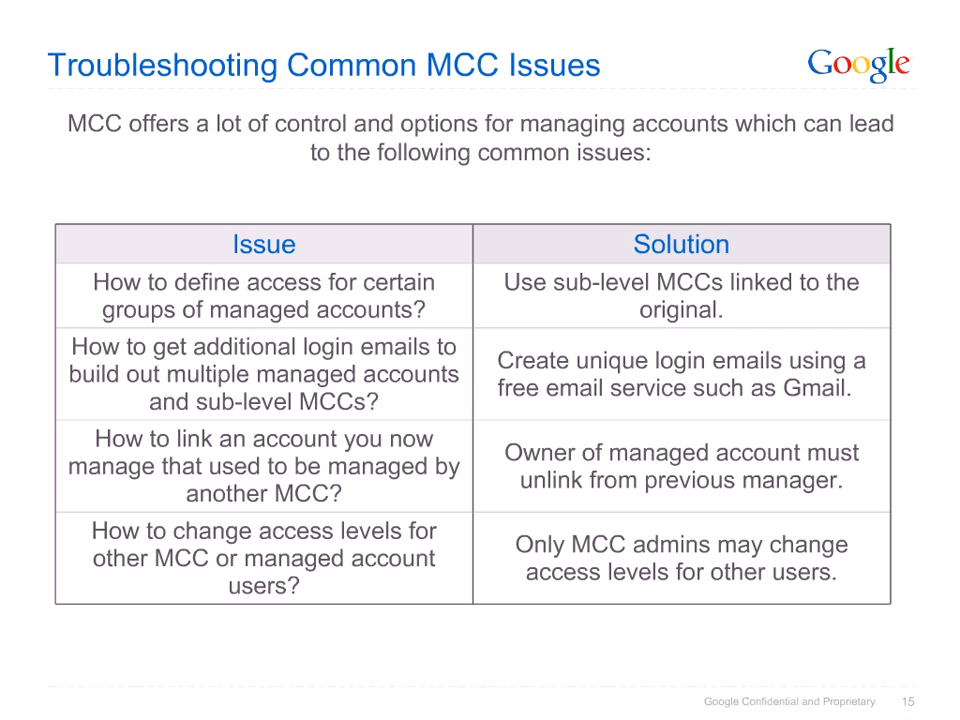 Troubleshooting Common MCC Issues
Google
MCC offers a lot of control and options for managing accounts which can lead
to the following common issues:
Issue
Solution
How to define access for certain
groups of managed accounts?
Use sub-level MCCs linked to the
original.
How to get additional login emails to
build out multiple managed accounts
and sub-level MCCs?
Create unique login emails using a
free email service such as Gmail.
How to link an account you now
manage that used to be managed by
another MCC?
Owner of managed account must
unlink from previous manager.
How to change access levels for
other MCC or managed account
users?
Only MCC admins may change
access levels for other users.
Google Confidential and Proprietary
15